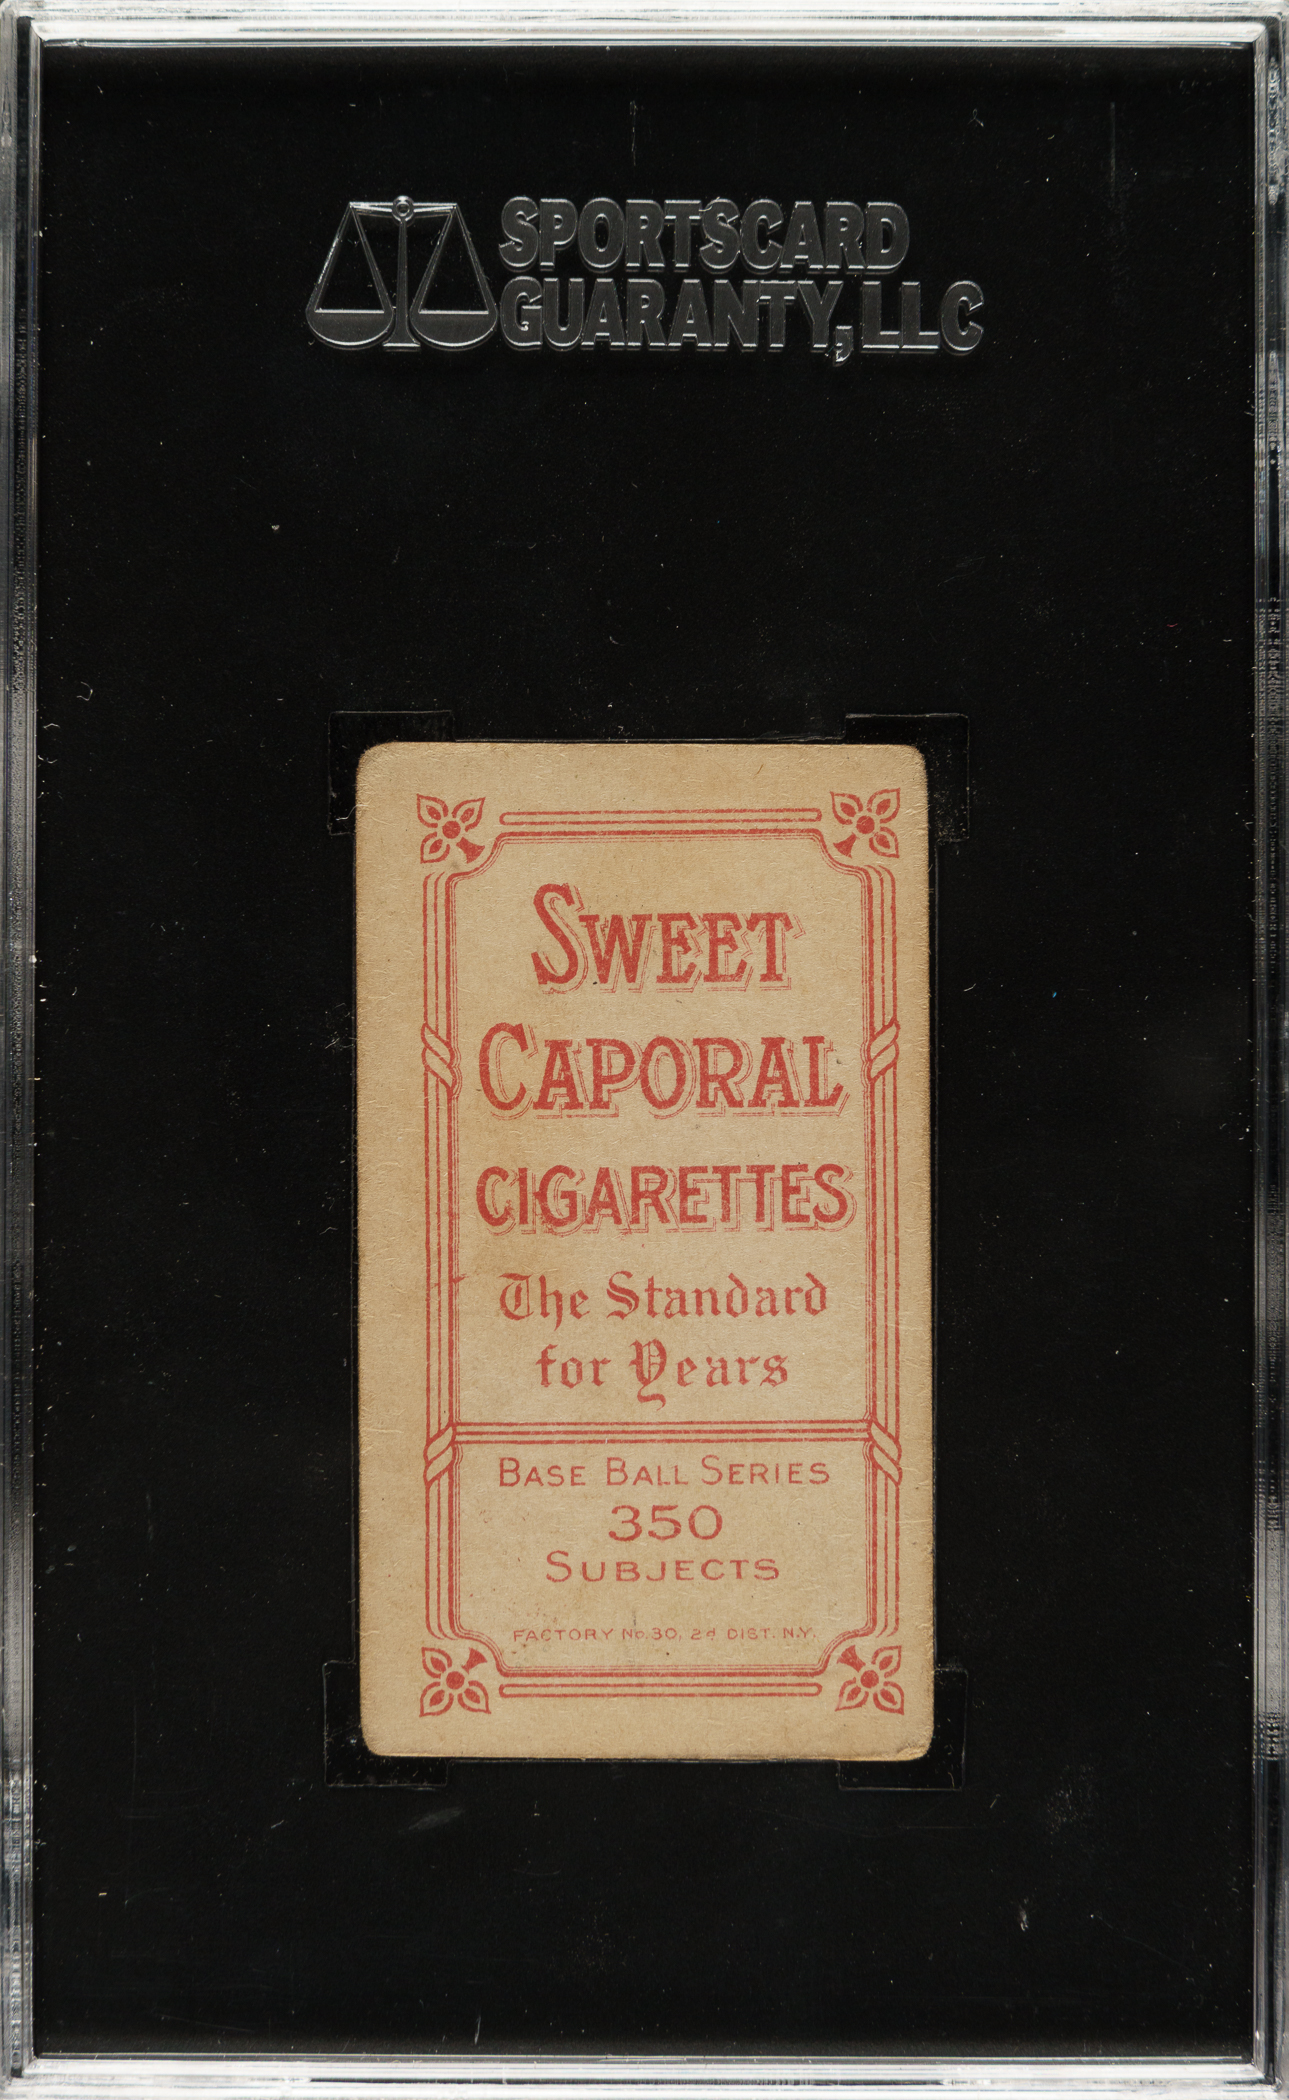 SPORTSCARD
GUARANTY, LLC
SWEET
CAPORAL
CIGARETTES
The Standard
for Years
BASE BALL SERIES
350
SUBJECTS
FACTORY No. 30, 2d DIST. N.Y.